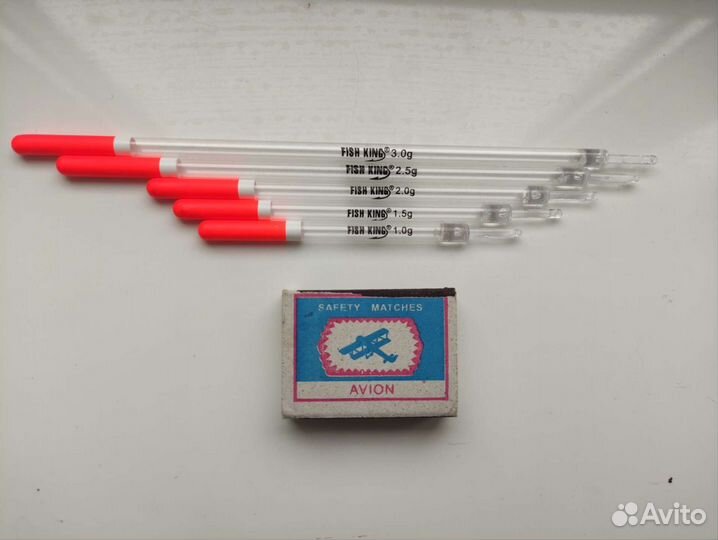 FISH KING® 3.0g
FISH KING® 2.5g
FISH KING® 2.0g
FISH KING® 1.5g
FISH KING® 1.0g
SAFETY MATCHES
AVION
Avito